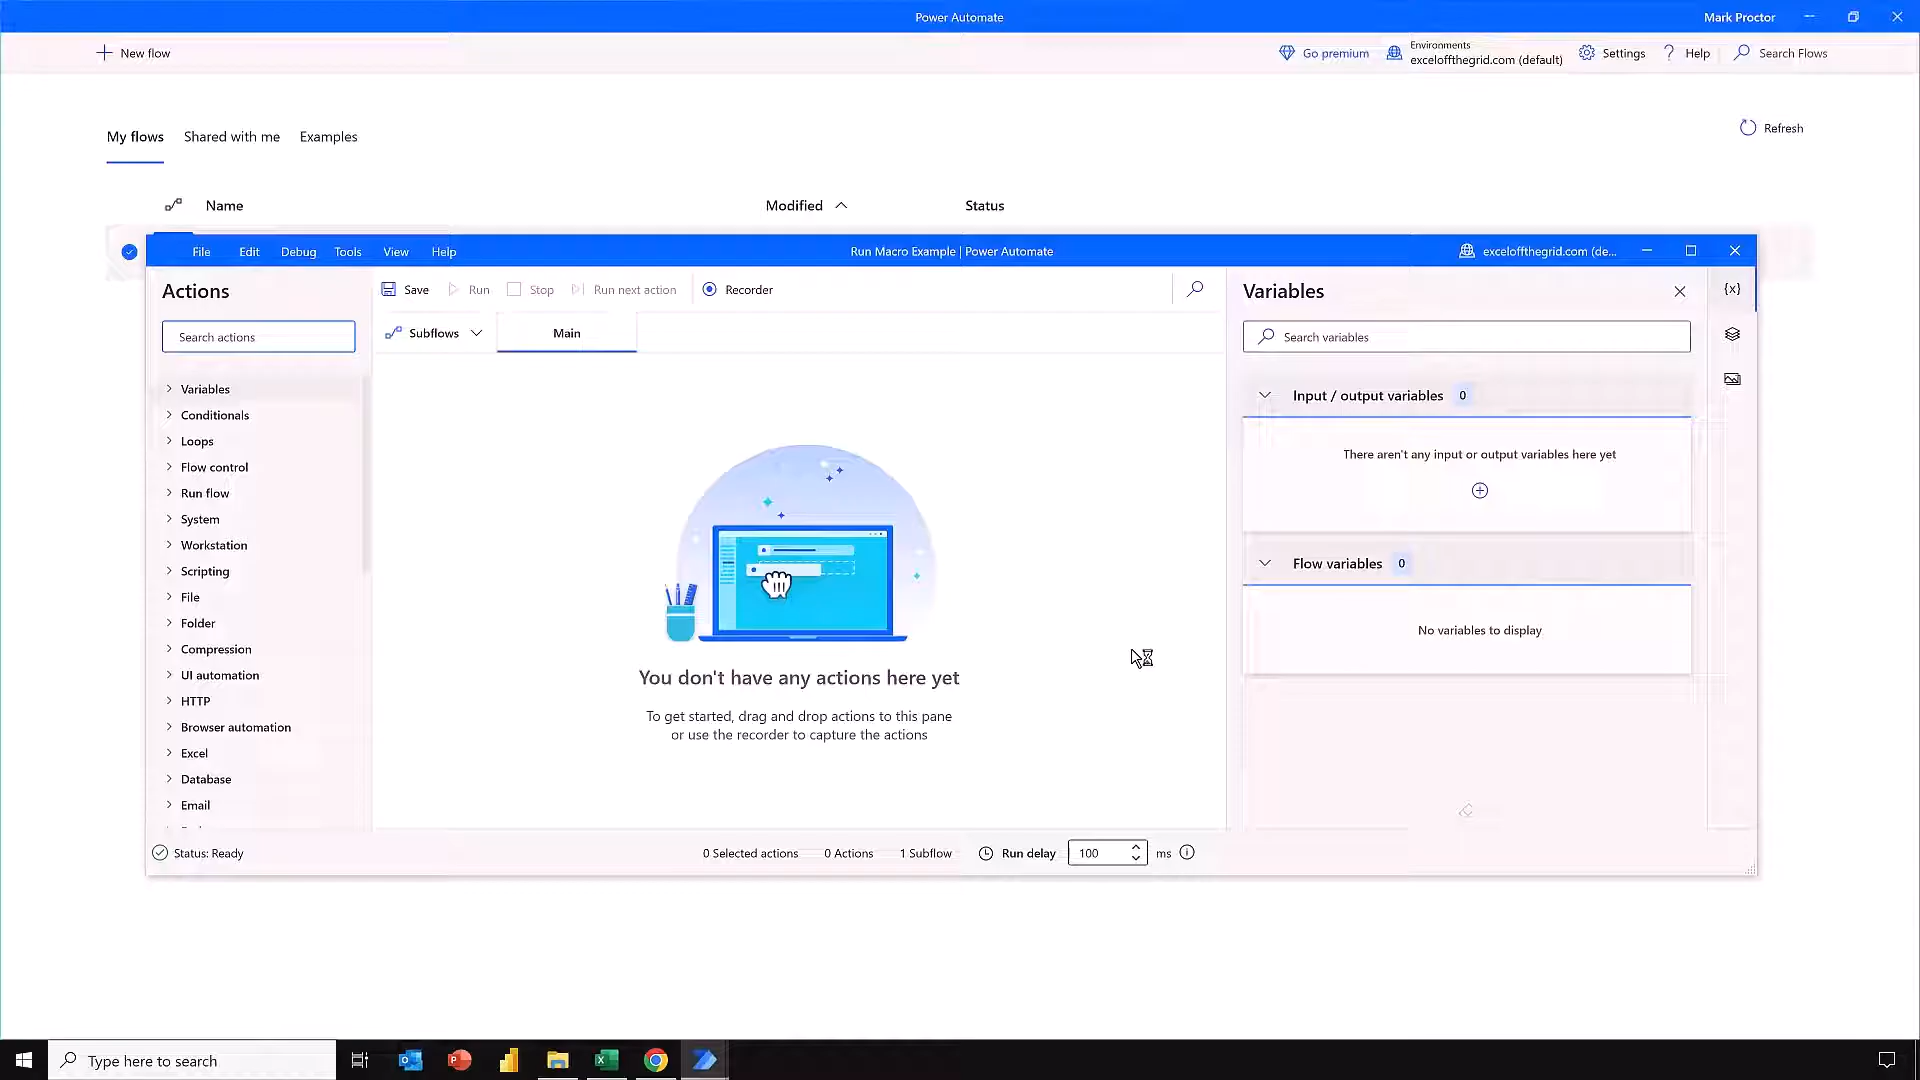 Power Automate
Mark Proctor
New flow
Go premium
Environments
exceloffthegrid.com (default)
Settings
? Help
Search Flows
My flows
Shared with me
Examples
Refresh
Name
Modified
Status
File
Edit
Debug
Tools
View
Help
Run Macro Example | Power Automate
exceloffthegrid.com (de...
Actions
Save
Run
Stop
Run next action
Recorder
Variables
Search actions
Subflows
Main
Search variables
{x}
Variables
Conditionals
Loops
Flow control
Run flow
System
Workstation
Scripting
File
Folder
Compression
UI automation
HTTP
Browser automation
Excel
Database
Email
You don't have any actions here yet
To get started, drag and drop actions to this pane
or use the recorder to capture the actions
Input / output variables 0
There aren't any input or output variables here yet
Flow variables 0
No variables to display
Status: Ready
0 Selected actions
0 Actions
1 Subflow
Run delay
100
ms
Type here to search